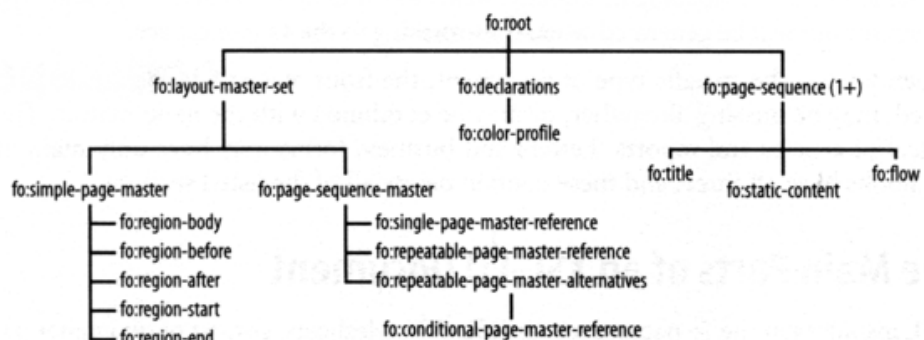 fo:root
fo:layout-master-set fo:declarations fo:page-sequence (1+)
fo:color-profile
fo:title fo:static-content fo:flow
fo:simple-page-master fo:page-sequence-master
fo:region-body fo:single-page-master-reference
fo:region-before fo:repeatable-page-master-reference
fo:region-after fo:repeatable-page-master-alternatives
fo:region-start
fo:conditional-page-master-reference
fo:region-end